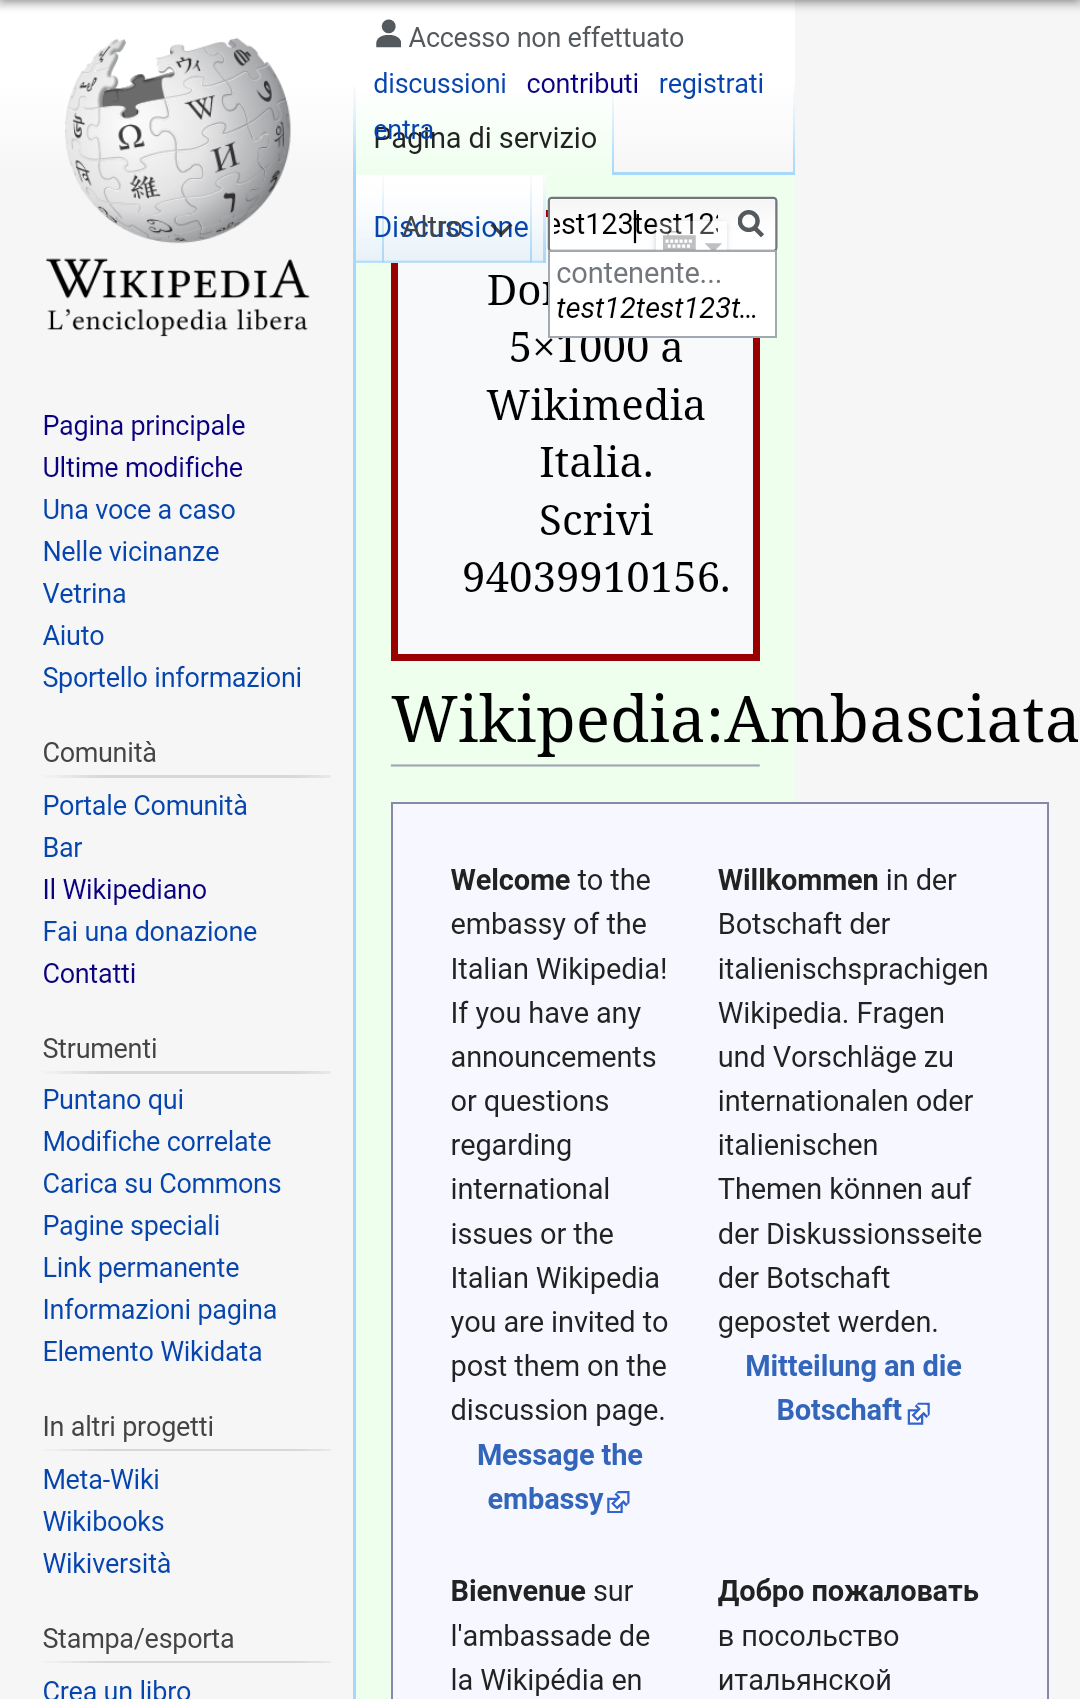 WIKIPEDIA
L'enciclopedia libera
Pagina principale
Ultime modifiche
Una voce a caso
Nelle vicinanze
Vetrina
Aiuto
Sportello informazioni
Comunità
Portale Comunità
Bar
Il Wikipediano
Fai una donazione
Contatti
Strumenti
Puntano qui
Modifiche correlate
Carica su Commons
Pagine speciali
Link permanente
Informazioni pagina
Elemento Wikidata
In altri progetti
Meta-Wiki
Wikibooks
Wikiversità
Stampa/esporta
Crea un libro
Accesso non effettuato
discussioni contributi registrati
entra
Pagina di servizio
Discussione
Altro
est123test12
contenente...
test12test123t...
5×1000 a
Wikimedia
Italia.
Scrivi
94039910156.
Wikipedia:Ambasciata
Welcome to the
embassy of the
Italian Wikipedia!
If you have any
announcements
or questions
regarding
international
issues or the
Italian Wikipedia
you are invited to
post them on the
discussion page.
Message the
embassy
Willkommen in der
Botschaft der
italienischsprachigen
Wikipedia. Fragen
und Vorschläge zu
internationalen oder
italienischen
Themen können auf
der Diskussionsseite
der Botschaft
gepostet werden.
Mitteilung an die
Botschaft
Bienvenue sur
l'ambassade de
la Wikipédia en
Добро пожаловать
в посольство
итальянской